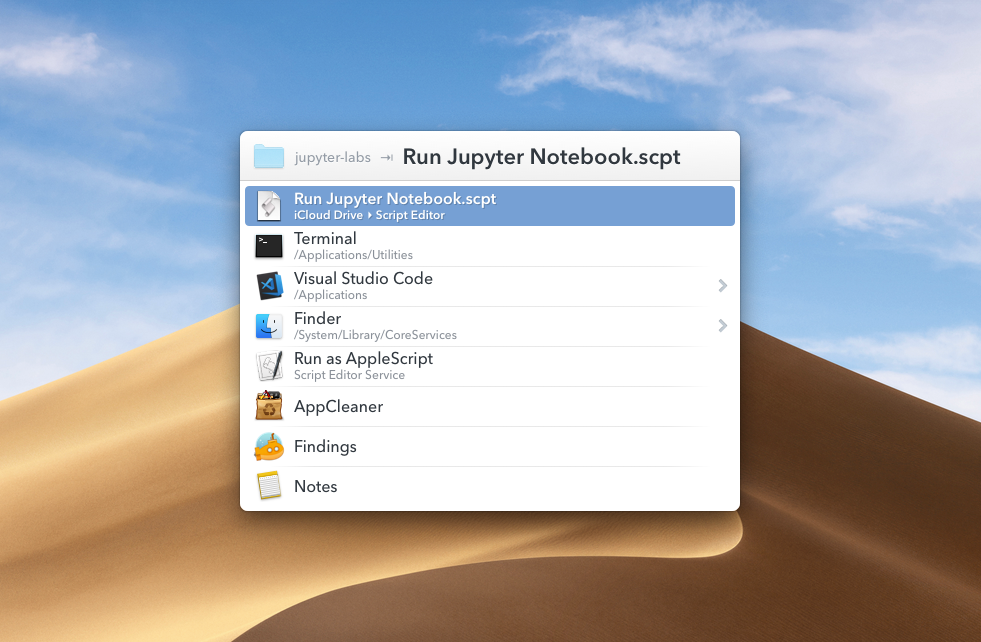 jupyter-labs ⇥ Run Jupyter Notebook.scpt
Run Jupyter Notebook.scpt
iCloud Drive ▸ Script Editor
>_
Terminal
/Applications/Utilities
Visual Studio Code
/Applications
Finder
/System/Library/CoreServices
Run as AppleScript
Script Editor Service
AppCleaner
Findings
Notes